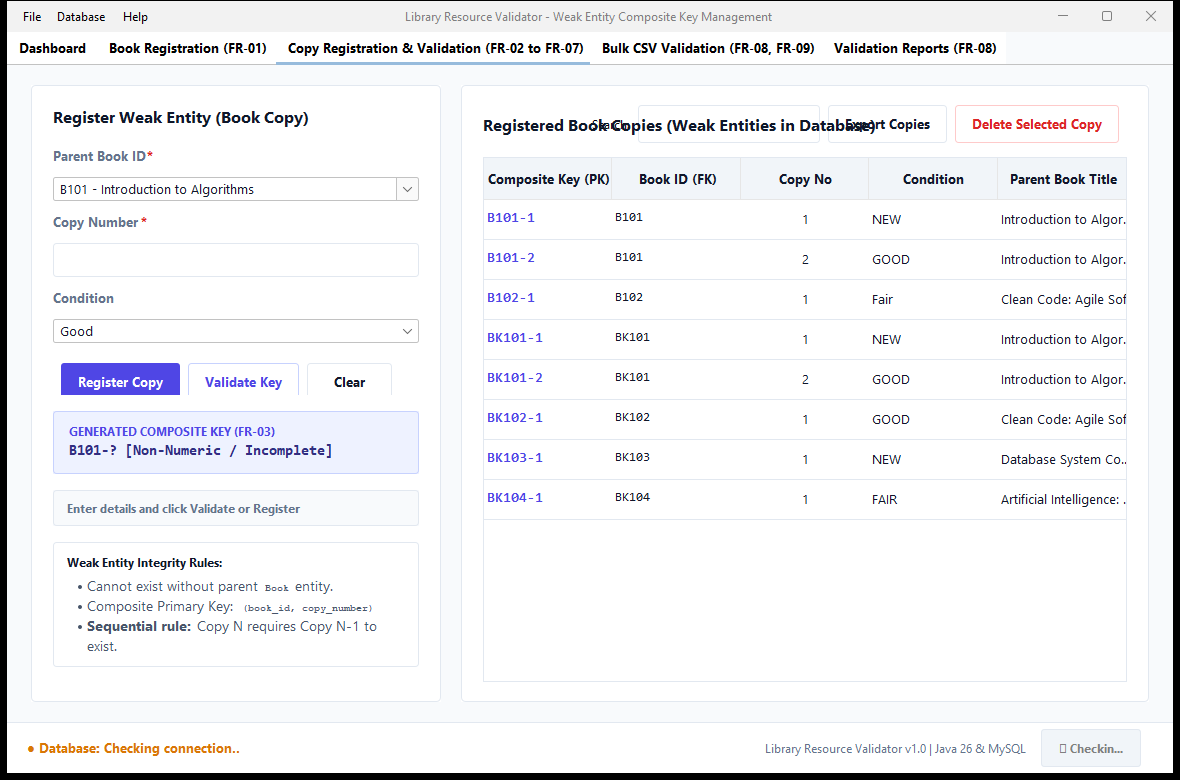 File Database Help
Library Resource Validator - Weak Entity Composite Key Management
Dashboard
Book Registration (FR-01)
Copy Registration & Validation (FR-02 to FR-07)
Bulk CSV Validation (FR-08, FR-09)
Validation Reports (FR-08)
Register Weak Entity (Book Copy)
Parent Book ID*
B101 - Introduction to Algorithms
Copy Number*
Condition
Good
Register Copy
Validate Key
Clear
GENERATED COMPOSITE KEY (FR-03)
B101-? [Non-Numeric / Incomplete]
Enter details and click Validate or Register
Weak Entity Integrity Rules:
• Cannot exist without parent Book entity.
• Composite Primary Key: (book_id, copy_number)
• Sequential rule: Copy N requires Copy N-1 to
exist.
Registered Book Copies (Weak Entities in Database)
Search
Export Copies
Delete Selected Copy
Composite Key (PK) Book ID (FK) Copy No Condition Parent Book Title
B101-1 B101 1 NEW Introduction to Algor.
B101-2 B101 2 GOOD Introduction to Algor.
B102-1 B102 1 Fair Clean Code: Agile Sof
BK101-1 BK101 1 NEW Introduction to Algor.
BK101-2 BK101 2 GOOD Introduction to Algor.
BK102-1 BK102 1 GOOD Clean Code: Agile Sof
BK103-1 BK103 1 NEW Database System Co..
BK104-1 BK104 1 FAIR Artificial Intelligence: .
● Database: Checking connection..
Library Resource Validator v1.0 | Java 26 & MySQL
Checkin...